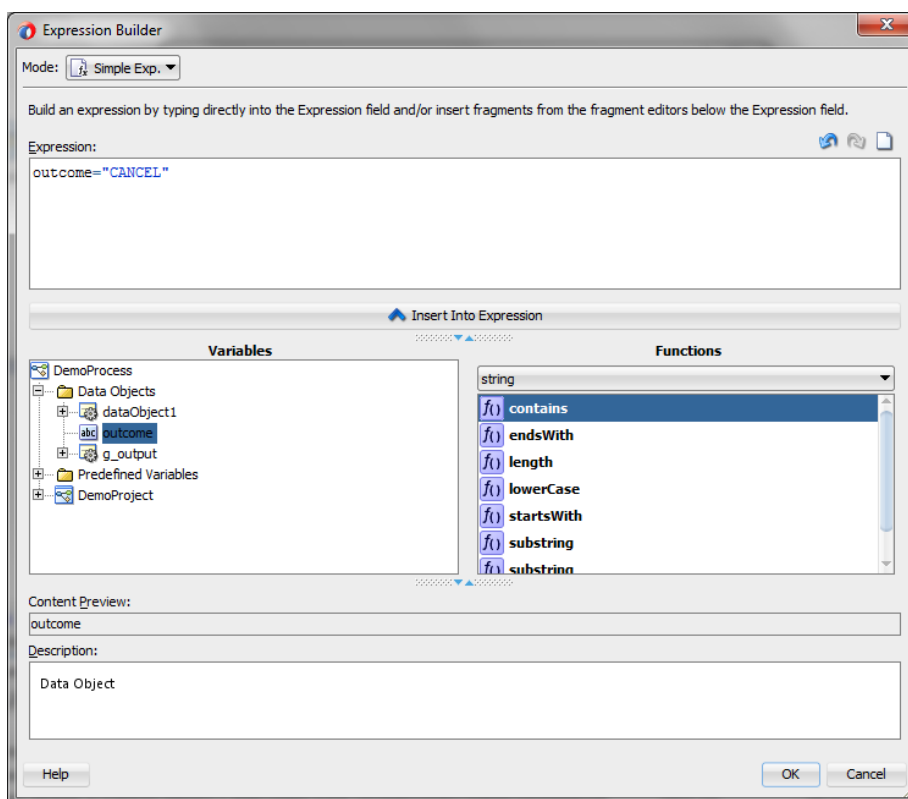 Expression Builder
Mode: Simple Exp.
Build an expression by typing directly into the Expression field and/or insert fragments from the fragment editors below the Expression field.
Expression:
outcome="CANCEL"
Insert Into Expression
Variables
DemoProcess
Data Objects
dataObject1
abc outcome
g_output
Predefined Variables
DemoProject
Functions
string
f() contains
f() endsWith
f() length
f() lowerCase
f() startsWith
f() substring
f() substring
Content Preview:
outcome
Description:
Data Object
Help
OK
Cancel